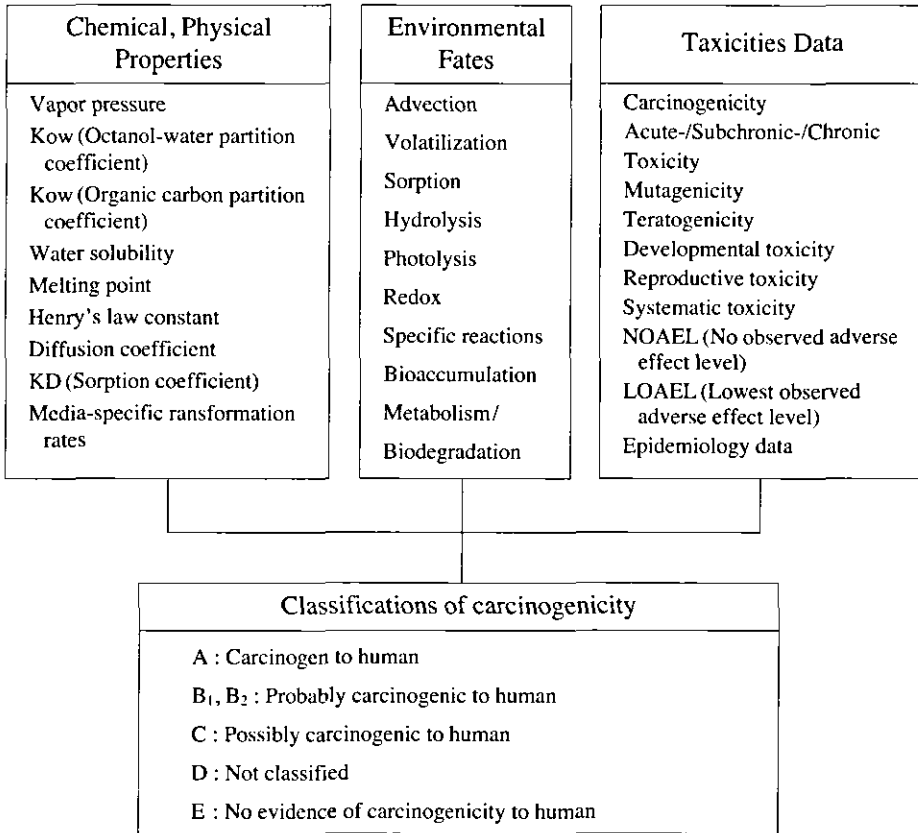 Chemical, Physical
Properties
Vapor pressure
Kow (Octanol-water partition
coefficient)
Kow (Organic carbon partition
coefficient)
Water solubility
Melting point
Henry's law constant
Diffusion coefficient
KD (Sorption coefficient)
Media-specific ransformation
rates
Environmental
Fates
Advection
Volatilization
Sorption
Hydrolysis
Photolysis
Redox
Specific reactions
Bioaccumulation
Metabolism/
Biodegradation
Taxicities Data
Carcinogenicity
Acute-/Subchronic-/Chronic
Toxicity
Mutagenicity
Teratogenicity
Developmental toxicity
Reproductive toxicity
Systematic toxicity
NOAEL (No observed adverse
effect level)
LOAEL (Lowest observed
adverse effect level)
Epidemiology data
Classifications of carcinogenicity
A : Carcinogen to human
B₁, B₂ : Probably carcinogenic to human
C : Possibly carcinogenic to human
D : Not classified
E : No evidence of carcinogenicity to human